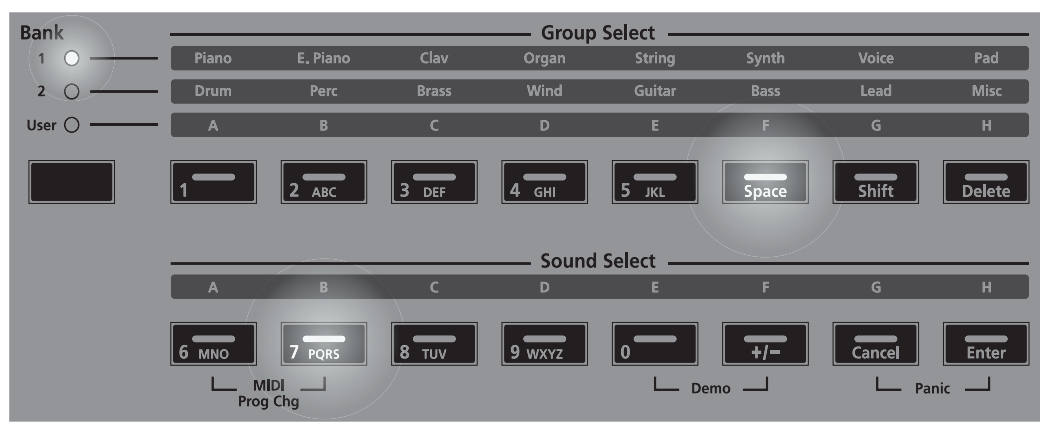 Bank
Group Select
1 Piano E. Piano Clav Organ String Synth Voice Pad
2 Drum Perc Brass Wind Guitar Bass Lead Misc
User A B C D E F G H
1 2 ABC 3 DEF 4 GHI 5 JKL Space Shift Delete
Sound Select
A B C D E F G H
6 MNO 7 PQRS 8 TUV 9 WXYZ 0 +/− Cancel Enter
MIDI Demo Panic
Prog Chg